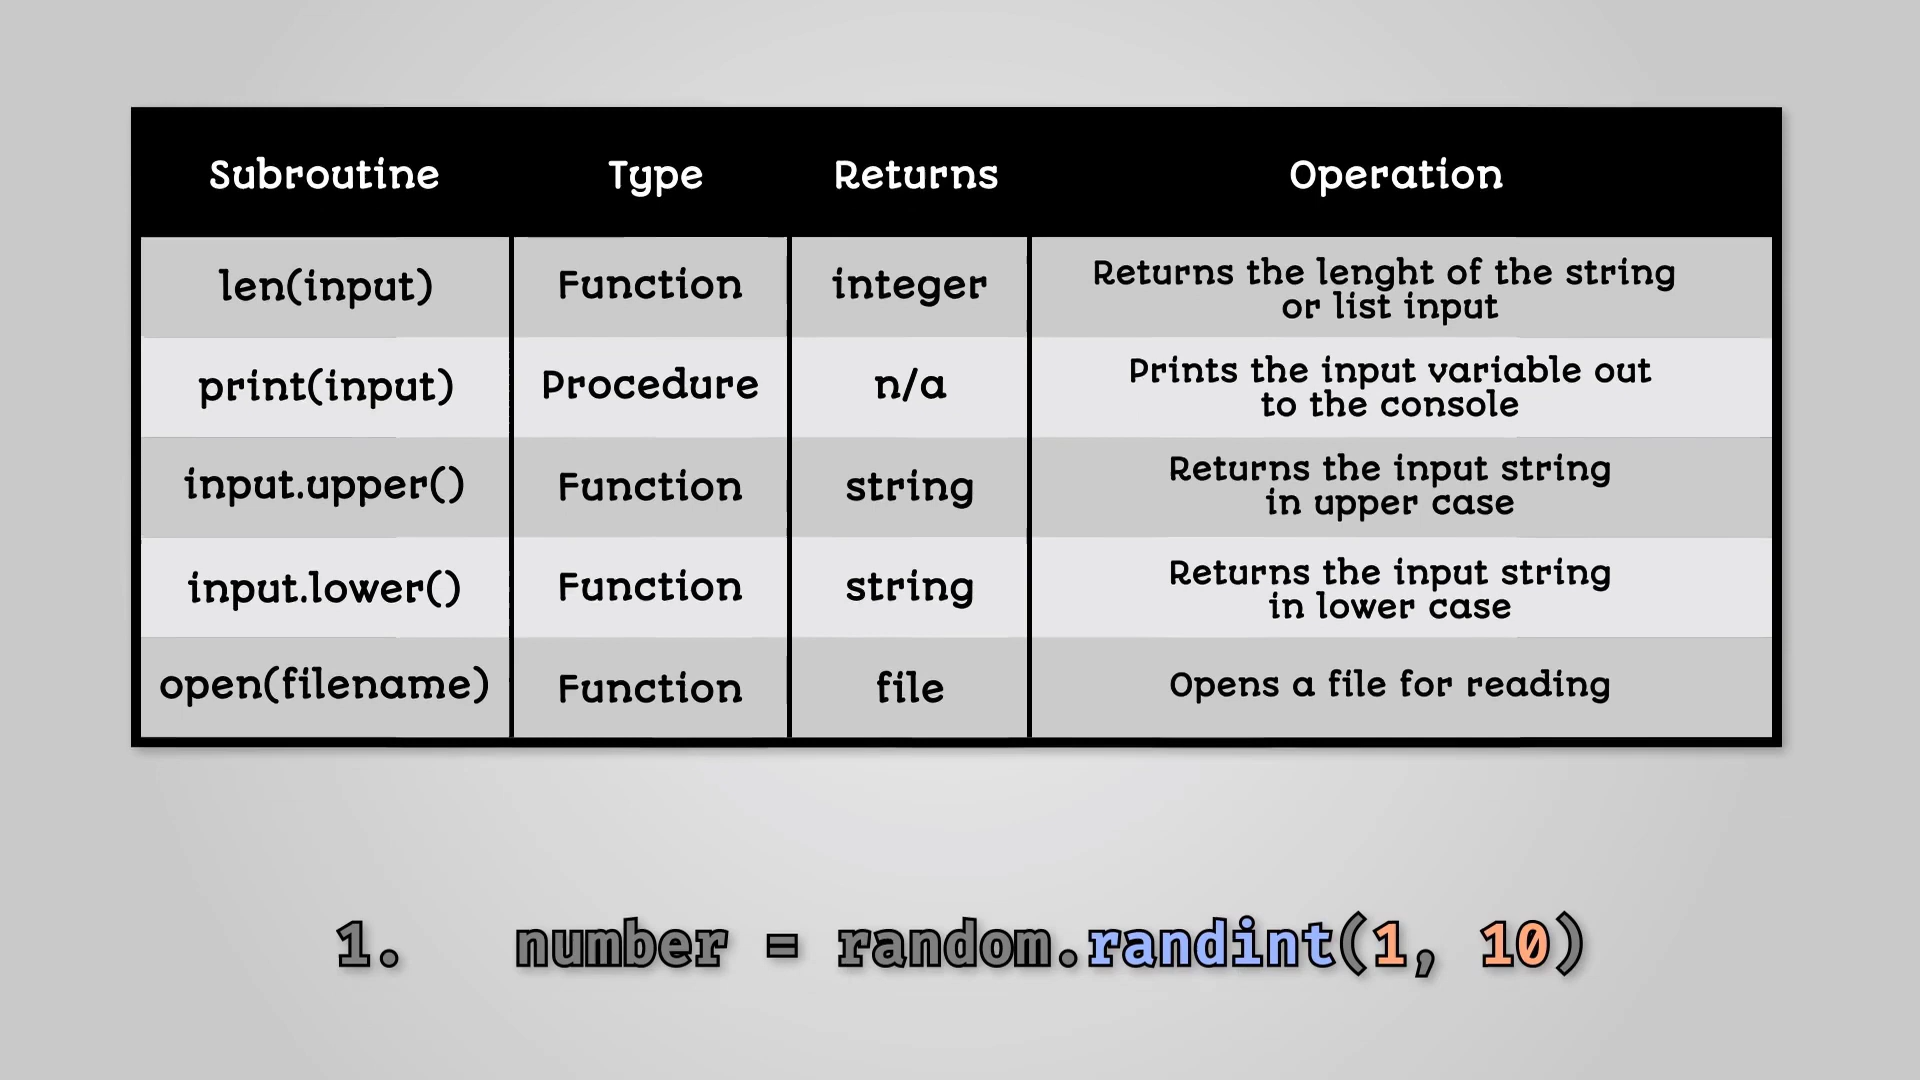 Subroutine Type Returns Operation
len(input) Function integer Returns the lenght of the string
or list input
print(input) Procedure n/a Prints the input variable out
to the console
input.upper() Function string Returns the input string
in upper case
input.lower() Function string Returns the input string
in lower case
open(filename) Function file Opens a file for reading
1. number = random.randint(1, 10)